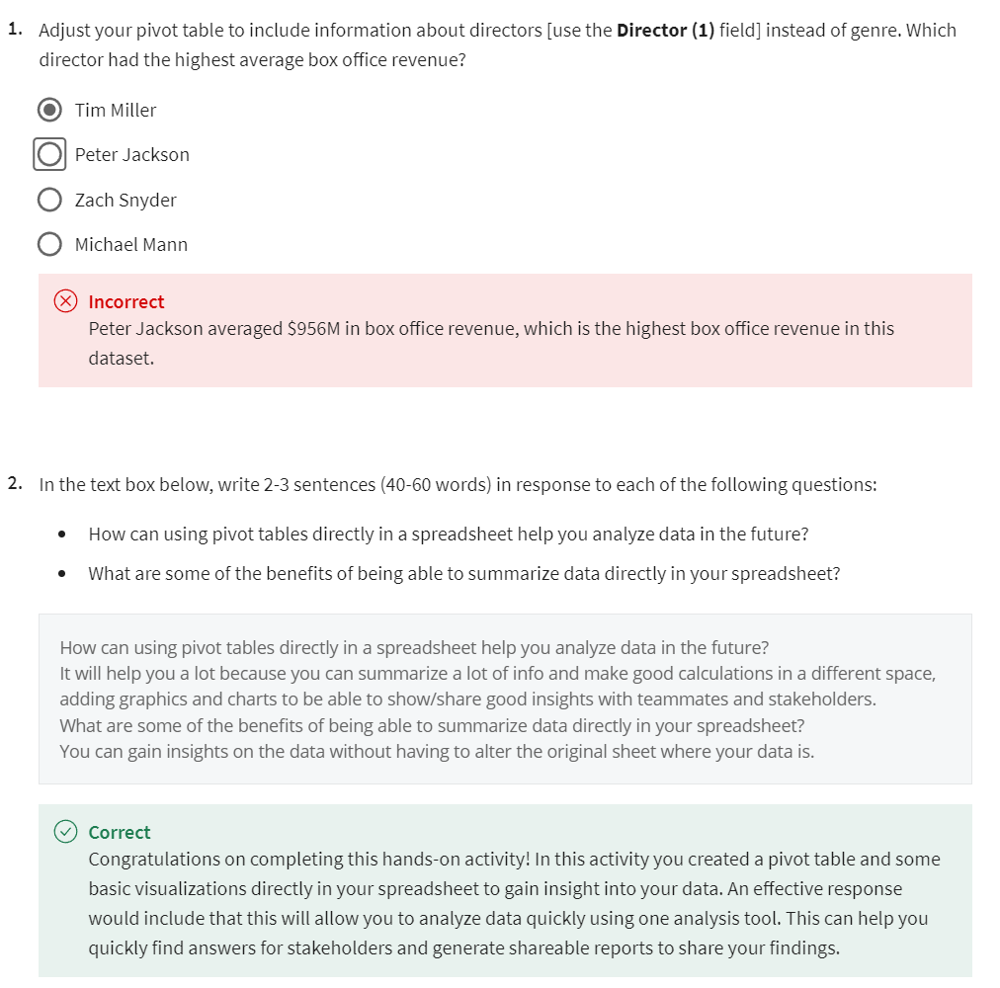 1. Adjust your pivot table to include information about directors [use the Director (1) field] instead of genre. Which
director had the highest average box office revenue?
Tim Miller
Peter Jackson
Zach Snyder
Michael Mann
Incorrect
Peter Jackson averaged $956M in box office revenue, which is the highest box office revenue in this
dataset.
2. In the text box below, write 2-3 sentences (40-60 words) in response to each of the following questions:
• How can using pivot tables directly in a spreadsheet help you analyze data in the future?
• What are some of the benefits of being able to summarize data directly in your spreadsheet?
How can using pivot tables directly in a spreadsheet help you analyze data in the future?
It will help you a lot because you can summarize a lot of info and make good calculations in a different space,
adding graphics and charts to be able to show/share good insights with teammates and stakeholders.
What are some of the benefits of being able to summarize data directly in your spreadsheet?
You can gain insights on the data without having to alter the original sheet where your data is.
Correct
Congratulations on completing this hands-on activity! In this activity you created a pivot table and some
basic visualizations directly in your spreadsheet to gain insight into your data. An effective response
would include that this will allow you to analyze data quickly using one analysis tool. This can help you
quickly find answers for stakeholders and generate shareable reports to share your findings.